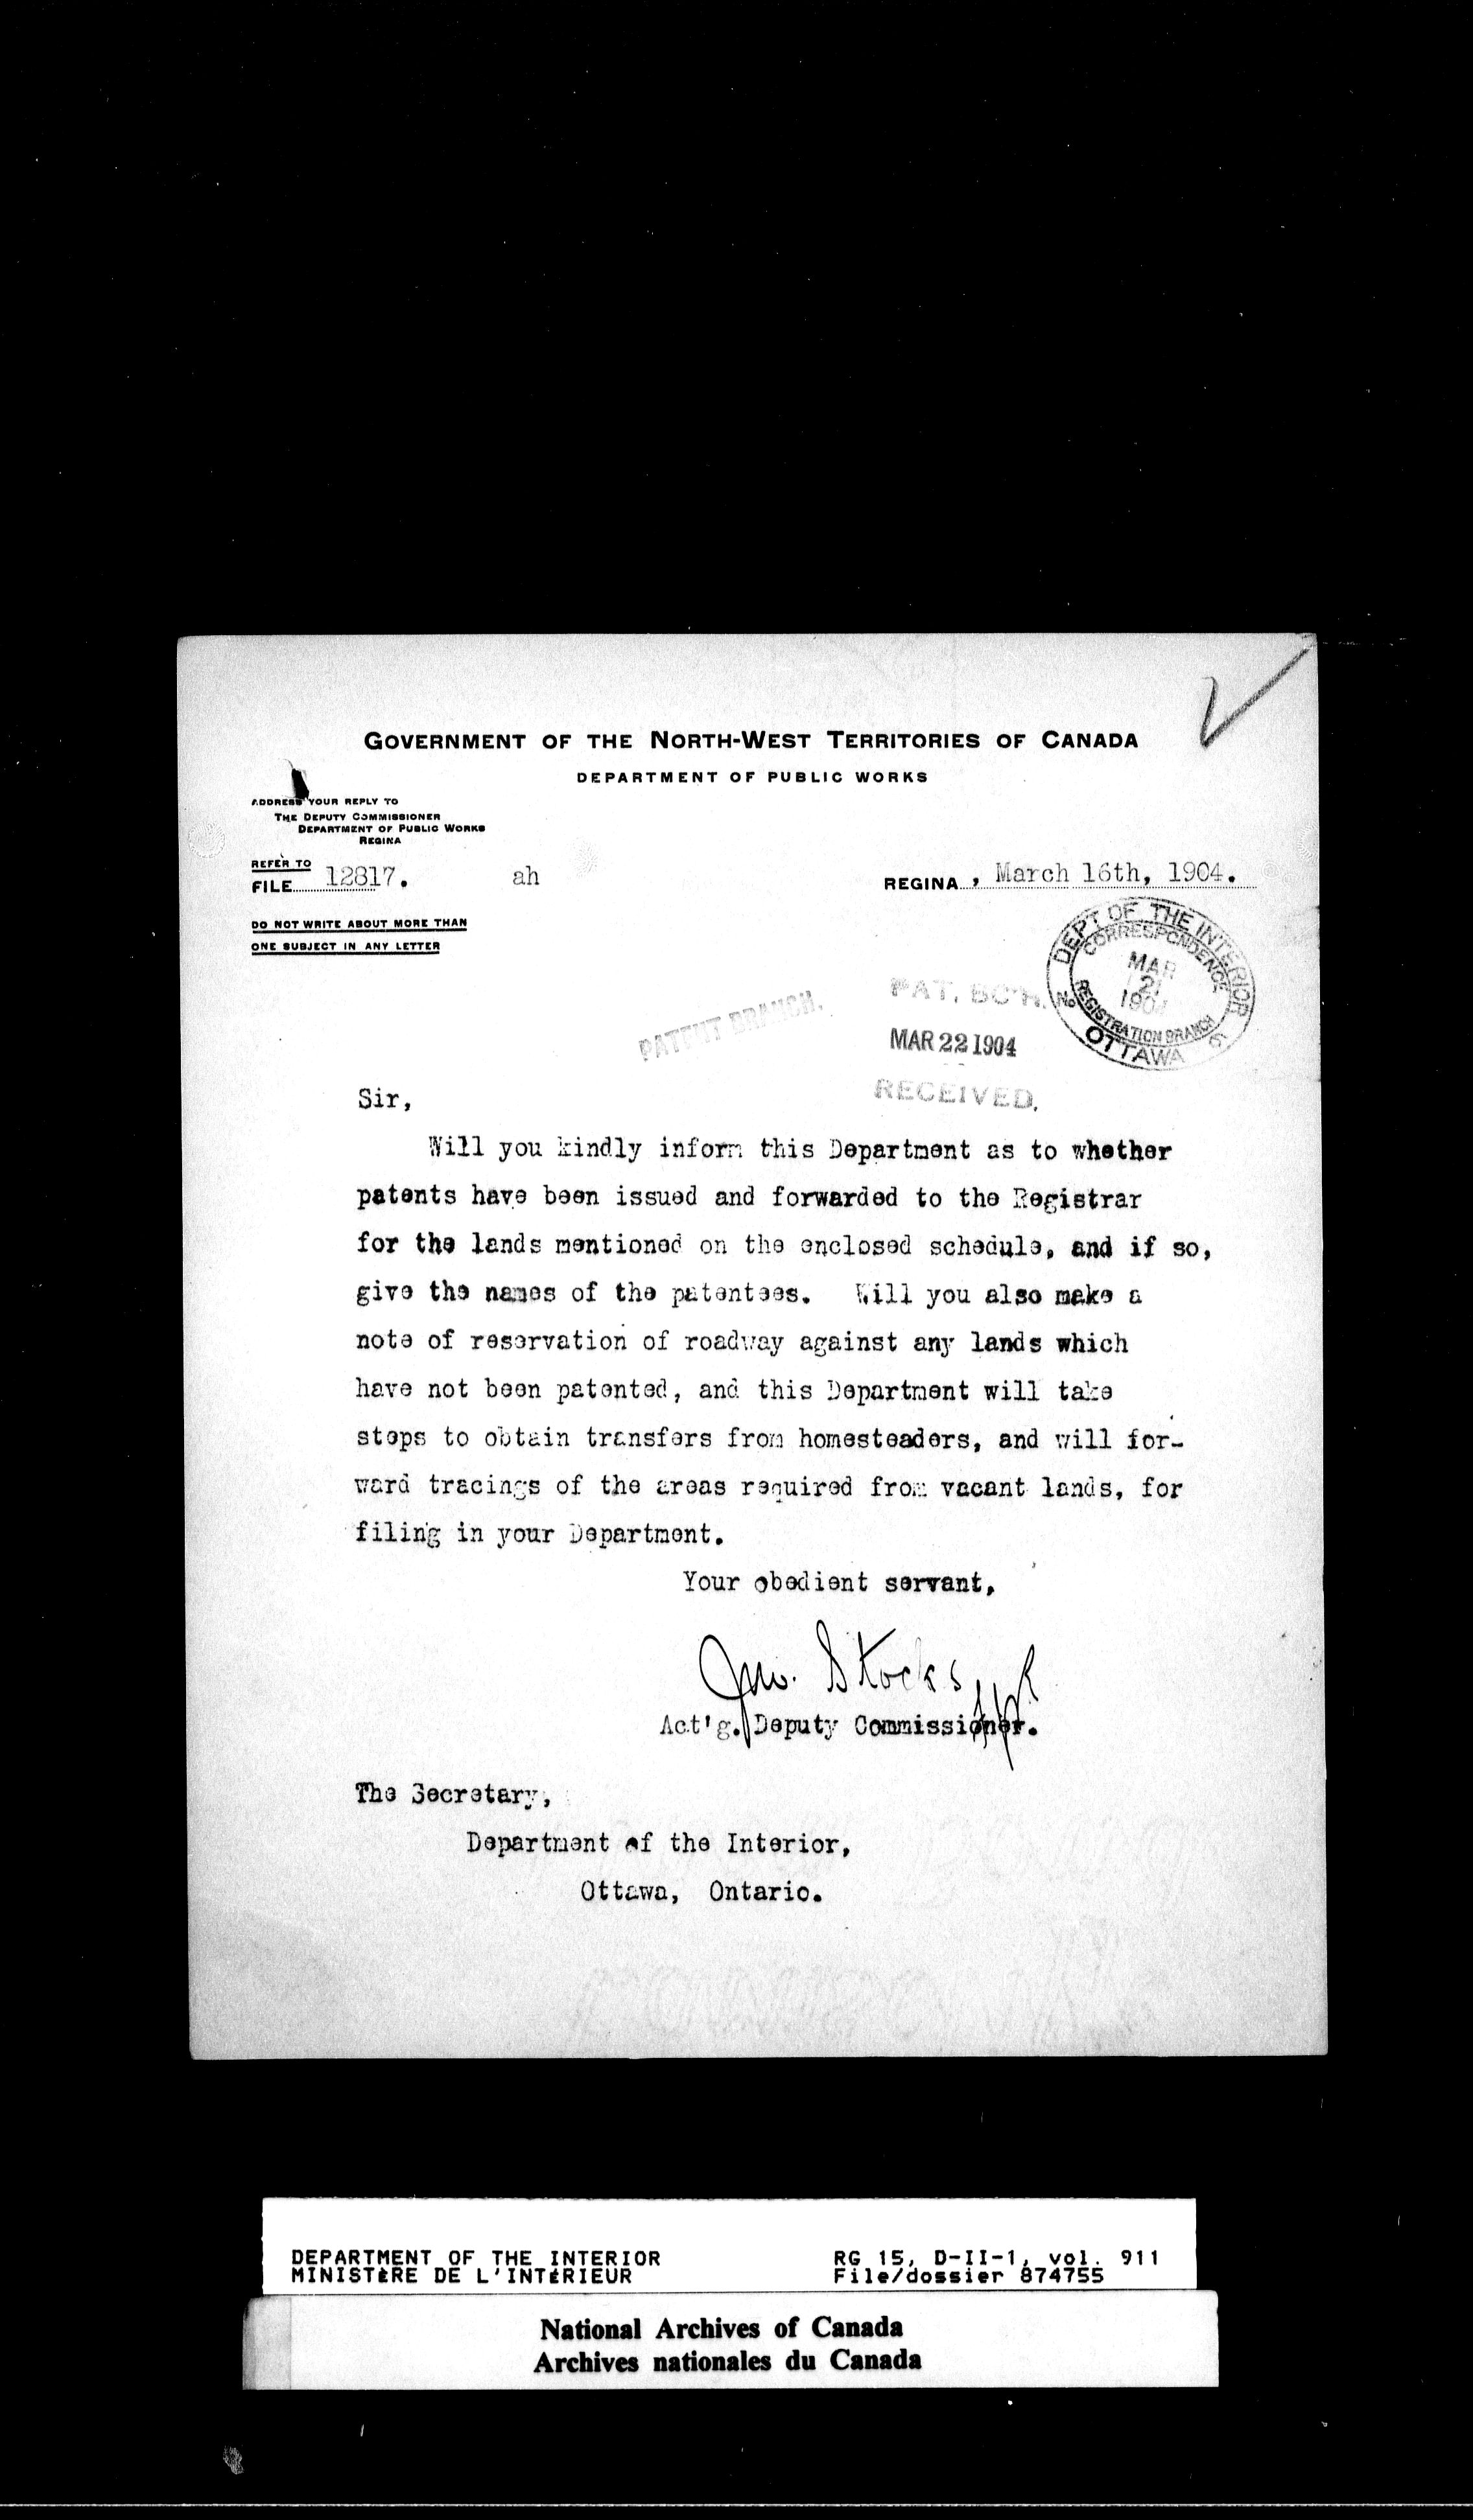 GOVERNMENT OF THE NORTH-WEST TERRITORIES OF CANADA
DEPARTMENT OF PUBLIC WORKS
ADDRESS YOUR REPLY TO
THE DEPUTY COMMISSIONER
DEPARTMENT OF PUBLIC WORKS
REGINA
REFER TO
FILE 12817.
ah
REGINA, March 16th, 1904.
DO NOT WRITE ABOUT MORE THAN
ONE SUBJECT IN ANY LETTER
DEPT OF THE INTERIOR
CORRESPONDENCE
MAR
21
1904
REGISTRATION BRANCH
No 6
OTTAWA
PATENT BRANCH.
PAT. BCH.
MAR 22 1904
RECEIVED.
Sir,
Will you kindly inform this Department as to whether
patents have been issued and forwarded to the Registrar
for the lands mentioned on the enclosed schedule, and if so,
give the names of the patentees. Will you also make a
note of reservation of roadway against any lands which
have not been patented, and this Department will take
steps to obtain transfers from homesteaders, and will for-
ward tracings of the areas required from vacant lands, for
filing in your Department.
Your obedient servant,
Jno. Stocks
Act'g. Deputy Commissioner.
The Secretary,
Department of the Interior,
Ottawa, Ontario.
DEPARTMENT OF THE INTERIOR
MINISTÈRE DE L'INTÉRIEUR
RG 15, D-II-1, vol. 911
File/dossier 874755
National Archives of Canada
Archives nationales du Canada